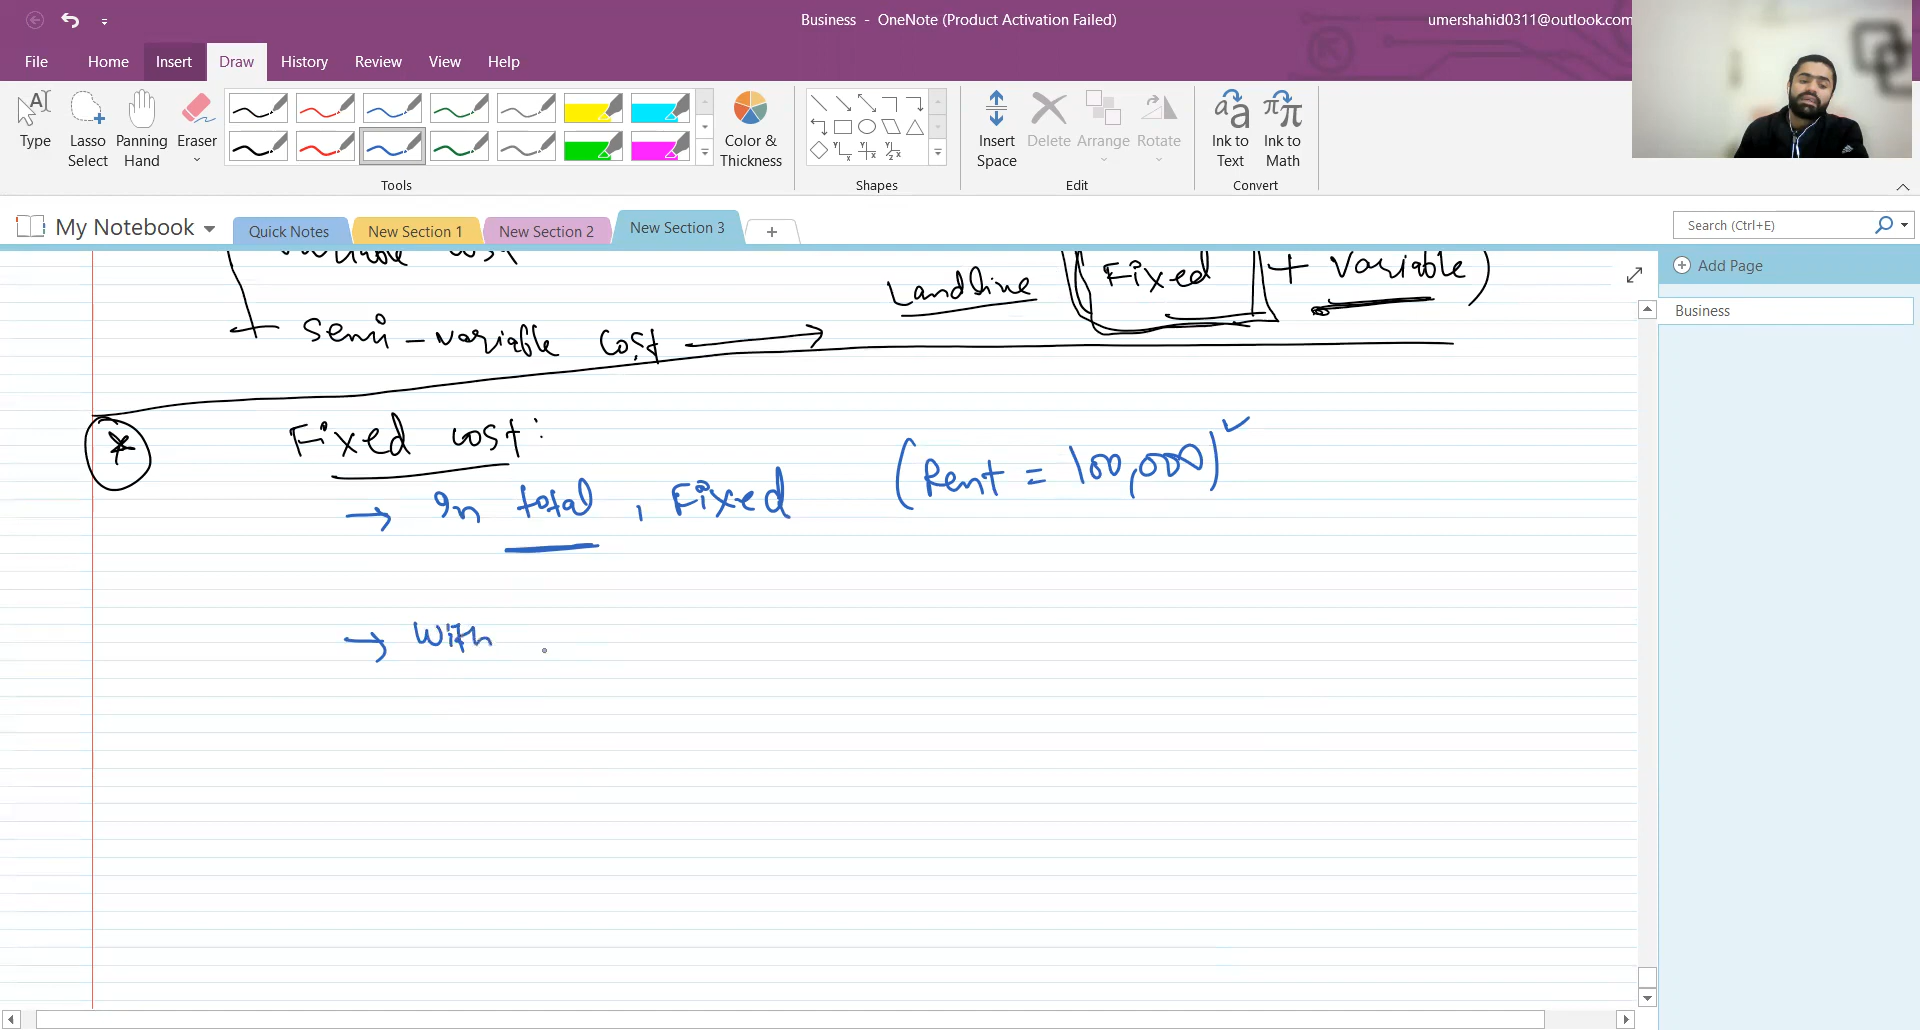 Business - OneNote (Product Activation Failed)
umershahid0311@outlook.com
File Home Insert Draw History Review View Help
Type
Lasso Select
Panning Hand
Eraser
Color & Thickness
Insert Space
Delete
Arrange
Rotate
Ink to Text
Ink to Math
Tools Shapes Edit Convert
My Notebook Quick Notes New Section 1 New Section 2 New Section 3
Search (Ctrl+E)
Add Page
Business
variable cost
Landline (Fixed + Variable)
Semi-variable cost →
* Fixed cost:
→ In total, Fixed (Rent = 100,000) ✓
→ With